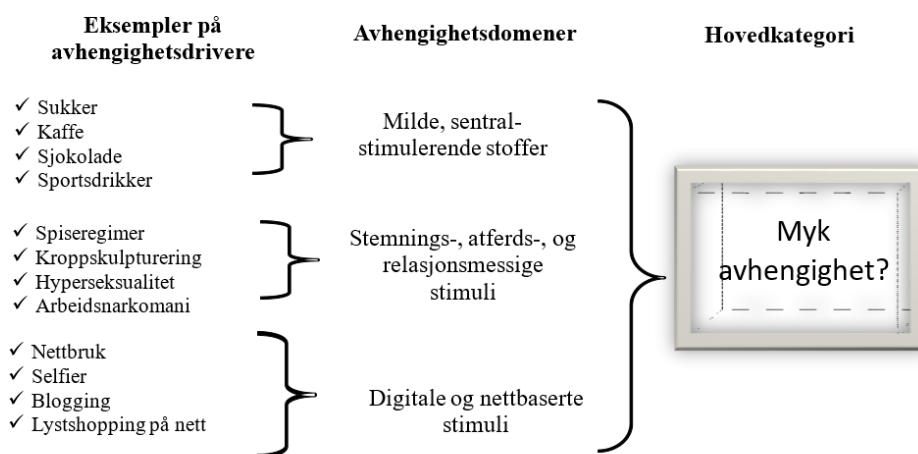 Eksempler på
avhengighetsdrivere
Avhengighetsdomener
Hovedkategori
✓ Sukker
✓ Kaffe
✓ Sjokolade
✓ Sportsdrikker
Milde, sentral-
stimulerende stoffer
✓ Spiseregimer
✓ Kroppskulpturering
✓ Hyperseksualitet
✓ Arbeidsnarkomani
Stemnings-, atferds-, og
relasjonsmessige
stimuli
✓ Nettbruk
✓ Selfier
✓ Blogging
✓ Lystshopping på nett
Digitale og nettbaserte
stimuli
Myk
avhengighet?